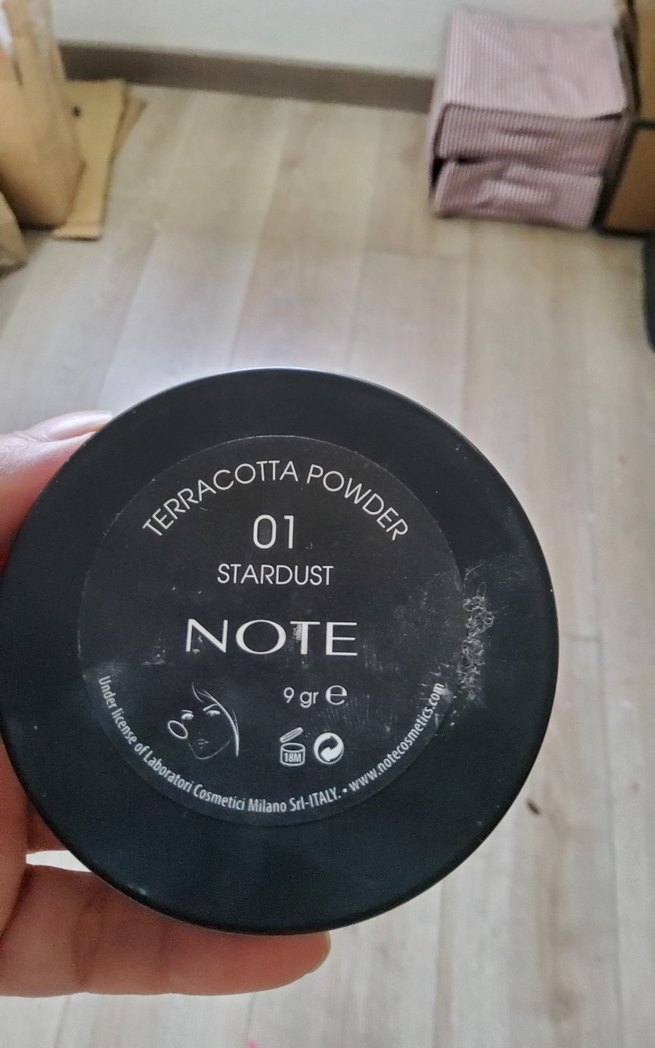 TERRACOTTA POWDER
01
STARDUST
NOTE
9 gr ℮
18M
Under license of Laboratori Cosmetici Milano Srl-ITALY. • www.notecosmetics.com